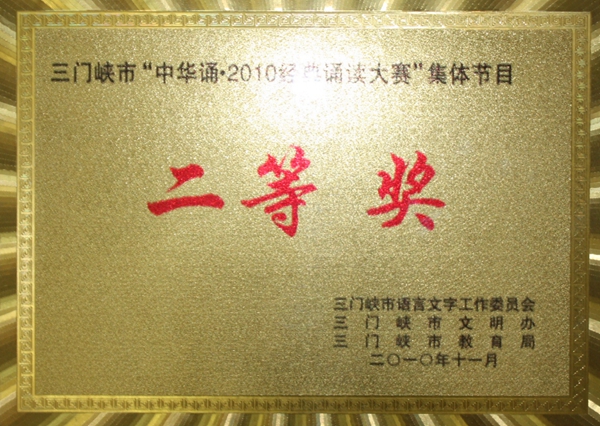 三门峡市“中华诵·2010经典诵读大赛”集体节目
二等奖
三门峡市语言文字工作委员会
三门峡市文明办
三门峡市教育局
二〇一〇年十一月